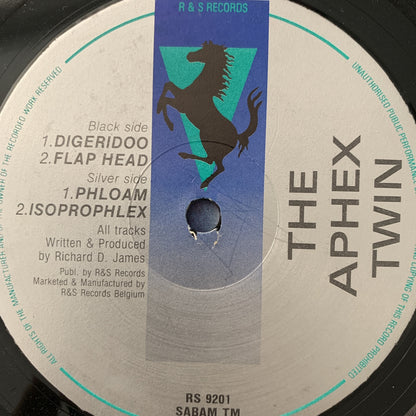 R & S RECORDS
Black side
1.DIGERIDOO
2.FLAP HEAD
Silver side
1.PHLOAM
2.ISOPROPHLEX
All tracks
Written & Produced
by Richard D. James
Publ. by R&S Records
Marketed & Manufactured by
R&S Records Belgium
THE
APHEX
TWIN
RS 9201
SABAM TM
ALL RIGHTS OF THE MANUFACTURER AND OF THE OWNER OF THE RECORDED WORK RESERVED
UNAUTHORISED PUBLIC PERFORMANCE
COPYING OF THIS RECORD PROHIBITED